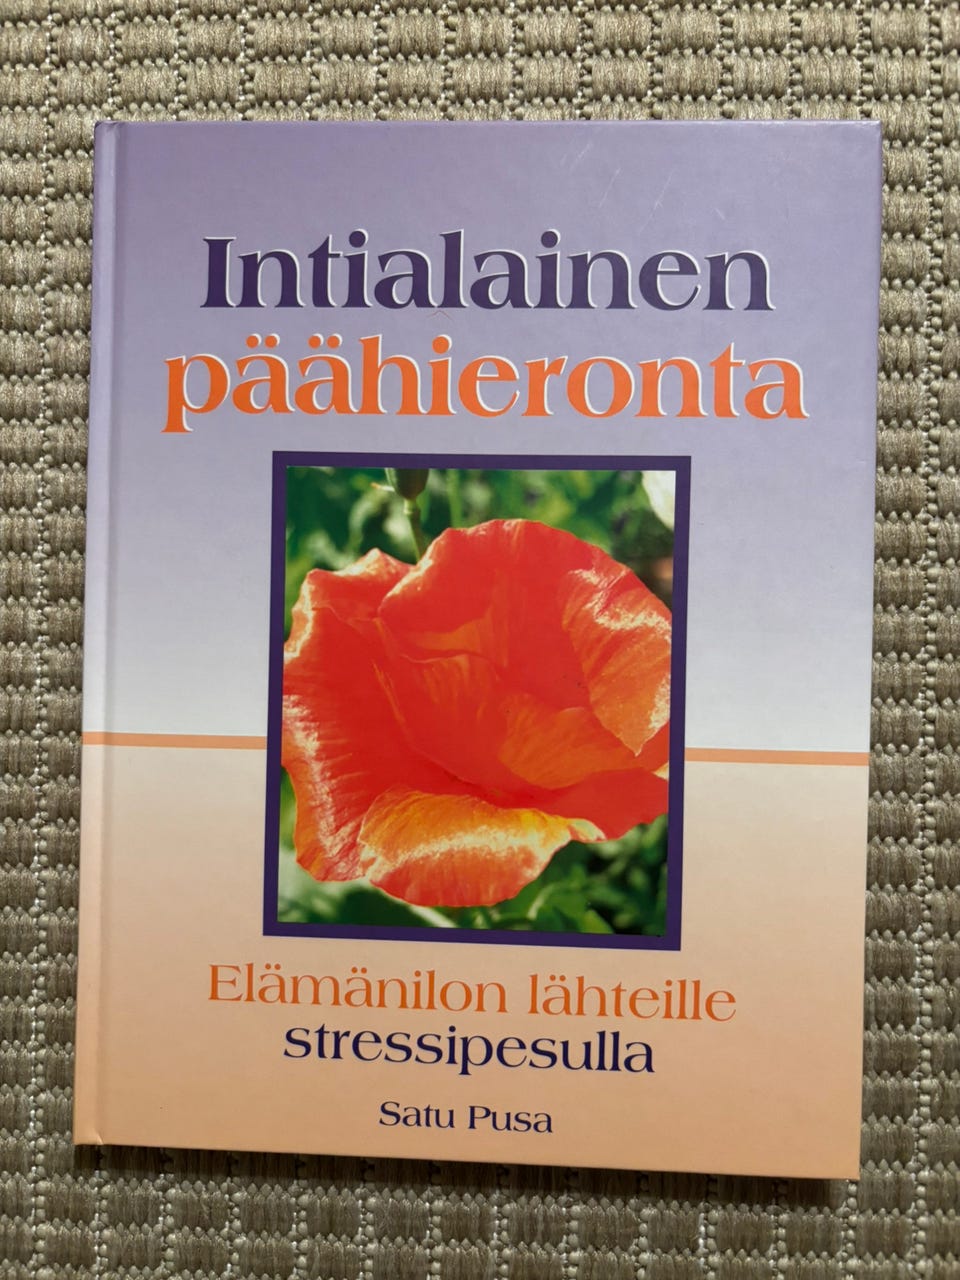 Intialainen
päähieronta
Elämänilon lähteille
stressipesulla
Satu Pusa